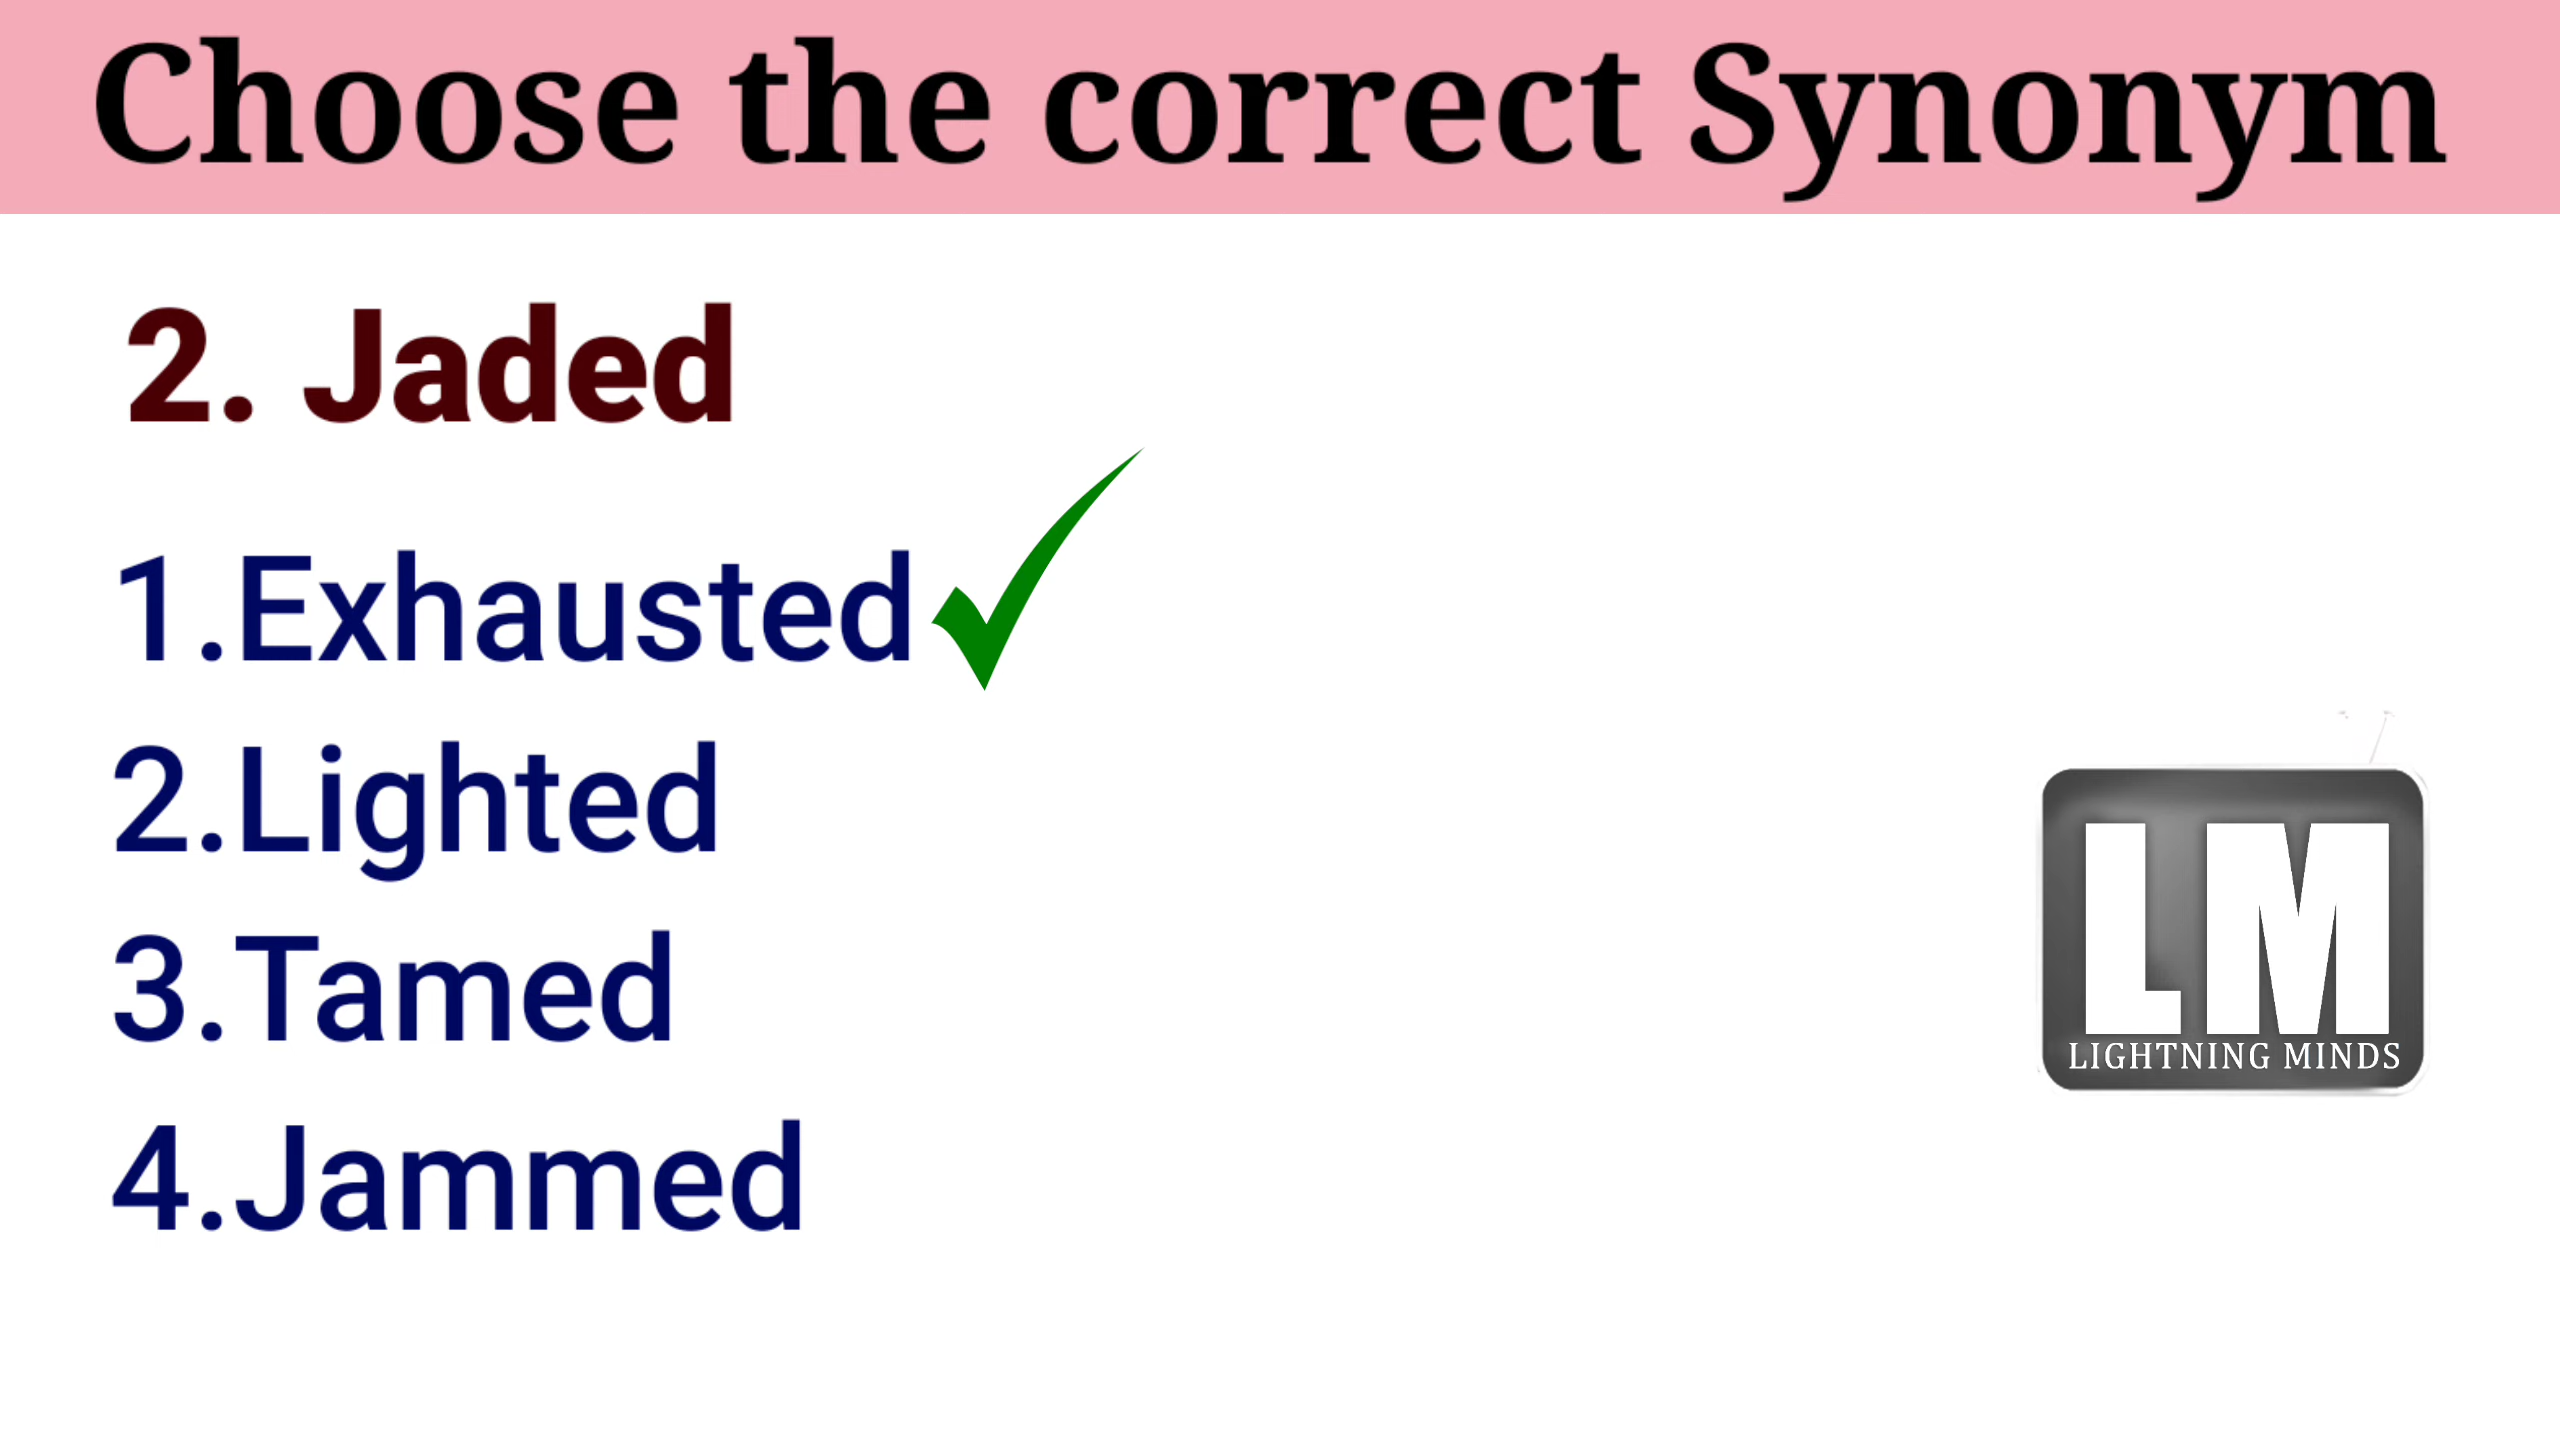 Choose the correct Synonym
2. Jaded
1.Exhausted
2.Lighted
3.Tamed
4.Jammed
LM
LIGHTNING MINDS